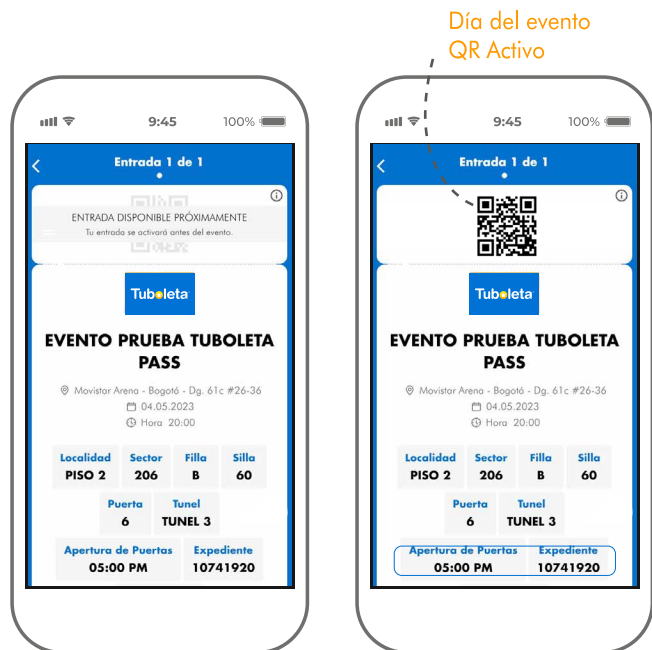 Día del evento
QR Activo
9:45
100%
Entrada 1 de 1
ENTRADA DISPONIBLE PRÓXIMAMENTE
Tu entrada se activará antes del evento.
Tuboleta
EVENTO PRUEBA TUBOLETA
PASS
Movistar Arena - Bogotó - Dg. 61c #26-36
04.05.2023
Hora 20:00
Localidad Sector Filla Silla
PISO 2 206 B 60
Puerta Tunel
6 TUNEL 3
Apertura de Puertas Expediente
05:00 PM 10741920
9:45
100%
Entrada 1 de 1
Tuboleta
EVENTO PRUEBA TUBOLETA
PASS
Movistar Arena - Bogotó - Dg. 61c #26-36
04.05.2023
Hora 20:00
Localidad Sector Filla Silla
PISO 2 206 B 60
Puerta Tunel
6 TUNEL 3
Apertura de Puertas Expediente
05:00 PM 10741920